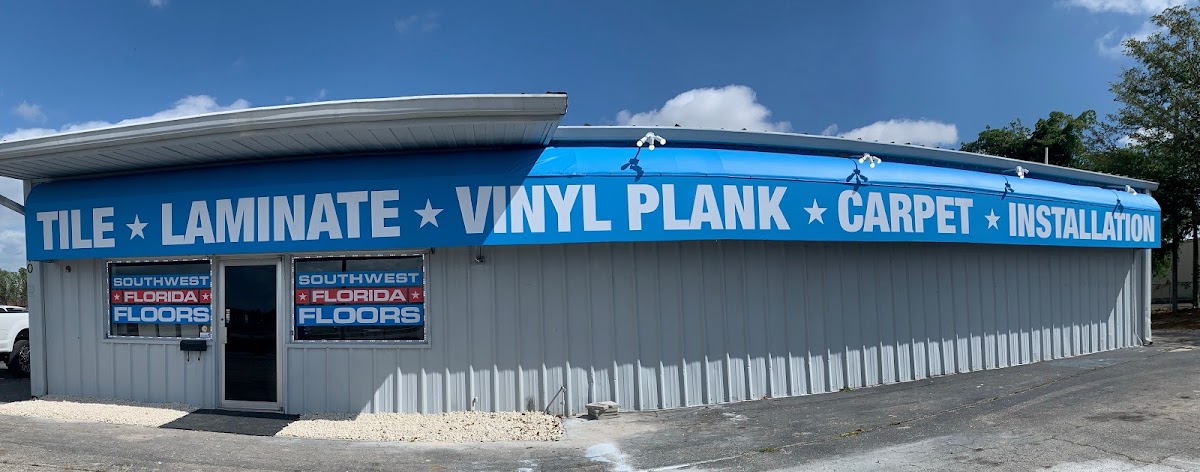 TILE ★ LAMINATE ★ VINYL PLANK ★ CARPET ★ INSTALLATION
SOUTHWEST
★ FLORIDA ★
FLOORS
SOUTHWEST
★ FLORIDA ★
FLOORS